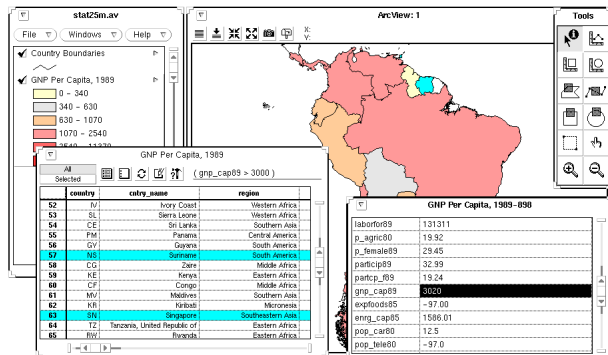 stat25m.av
File
Windows
Help
Country Boundaries
GNP Per Capita, 1989
0 - 340
340 - 630
630 - 1070
1070 - 2540
2540 - 11370
ArcView: 1
X:
Y:
Tools
GNP Per Capita, 1989
All
Selected
( gnp_cap89 > 3000 )
country cntry_name region
52 IV Ivory Coast Western Africa
53 SL Sierra Leone Western Africa
54 CE Sri Lanka Southern Asia
55 PM Panama Central America
56 GY Guyana South America
57 NS Suriname South America
58 CG Zaire Middle Africa
59 KE Kenya Eastern Africa
60 CF Congo Middle Africa
61 MV Maldives Southern Asia
62 KR Kiribati Micronesia
63 SN Singapore Southeastern Asia
64 TZ Tanzania, United Republic of Eastern Africa
65 RW Rwanda Eastern Africa
GNP Per Capita, 1989-898
laborfor89 131311
p_agric80 19.92
p_female89 29.45
particip89 32.99
partcp_f89 19.24
gnp_cap89 3020
expfoods85 -97.00
enrg_cap85 1586.01
pop_car80 12.5
pop_tele80 -97.0